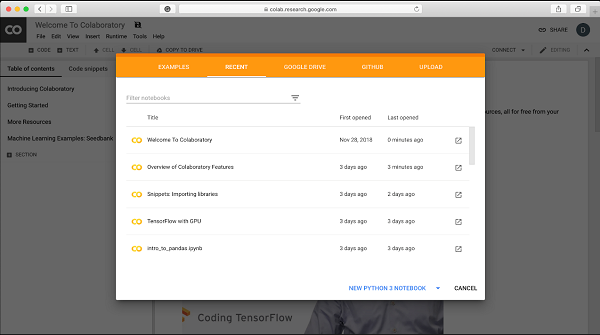 colab.research.google.com
Welcome To Colaboratory
SHARE
D
File Edit View Insert Runtime Tools Help
CODE TEXT CELL CELL COPY TO DRIVE CONNECT EDITING
Table of contents Code snippets
Introducing Colaboratory
Getting Started
More Resources
Machine Learning Examples: Seedbank
SECTION
EXAMPLES RECENT GOOGLE DRIVE GITHUB UPLOAD
Filter notebooks
Title First opened Last opened
Welcome To Colaboratory Nov 28, 2018 0 minutes ago
Overview of Colaboratory Features 3 days ago 3 minutes ago
Snippets: Importing libraries 3 days ago 2 days ago
TensorFlow with GPU 3 days ago 3 days ago
intro_to_pandas.ipynb 3 days ago 3 days ago
NEW PYTHON 3 NOTEBOOK CANCEL
ources, all for free from your
Coding TensorFlow